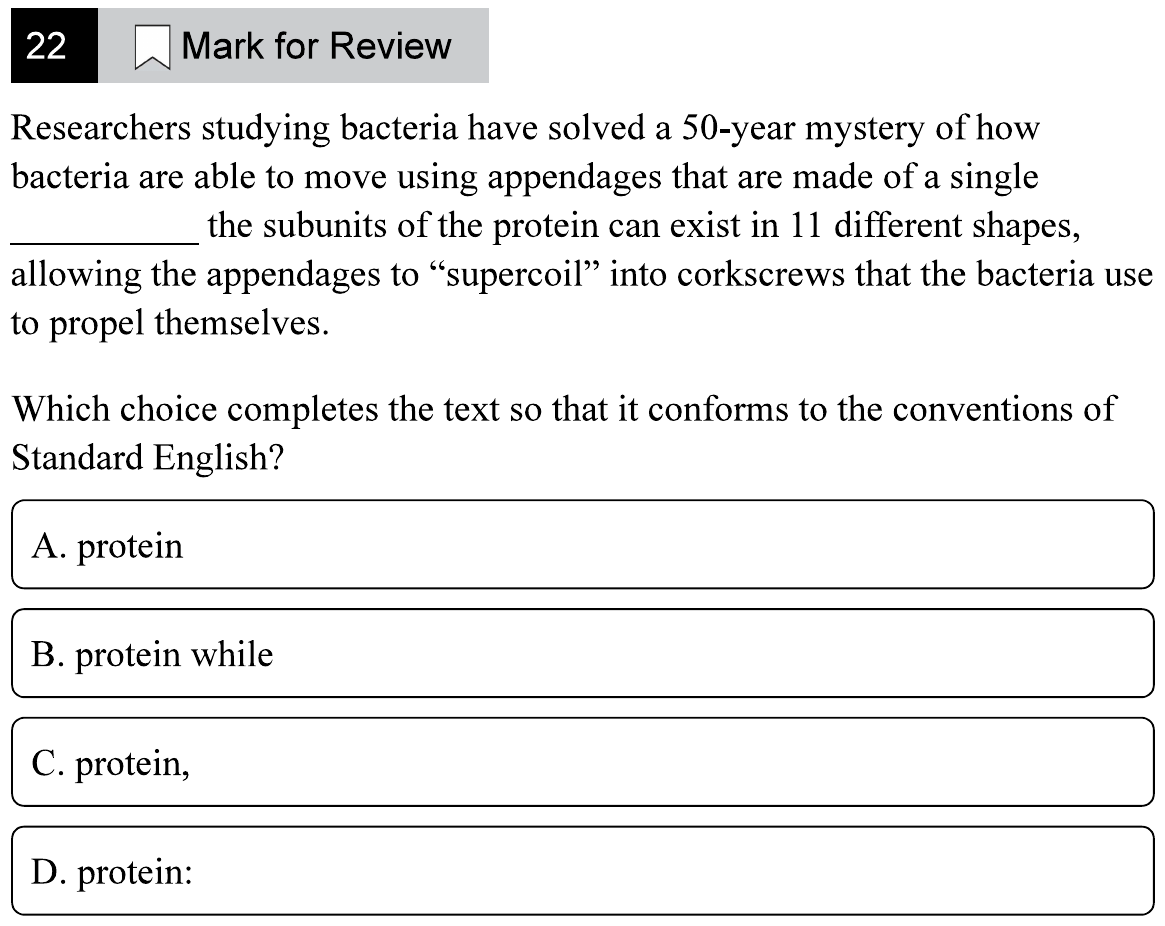 22 Mark for Review
Researchers studying bacteria have solved a 50-year mystery of how
bacteria are able to move using appendages that are made of a single
__________ the subunits of the protein can exist in 11 different shapes,
allowing the appendages to “supercoil” into corkscrews that the bacteria use
to propel themselves.
Which choice completes the text so that it conforms to the conventions of
Standard English?
A. protein
B. protein while
C. protein,
D. protein: